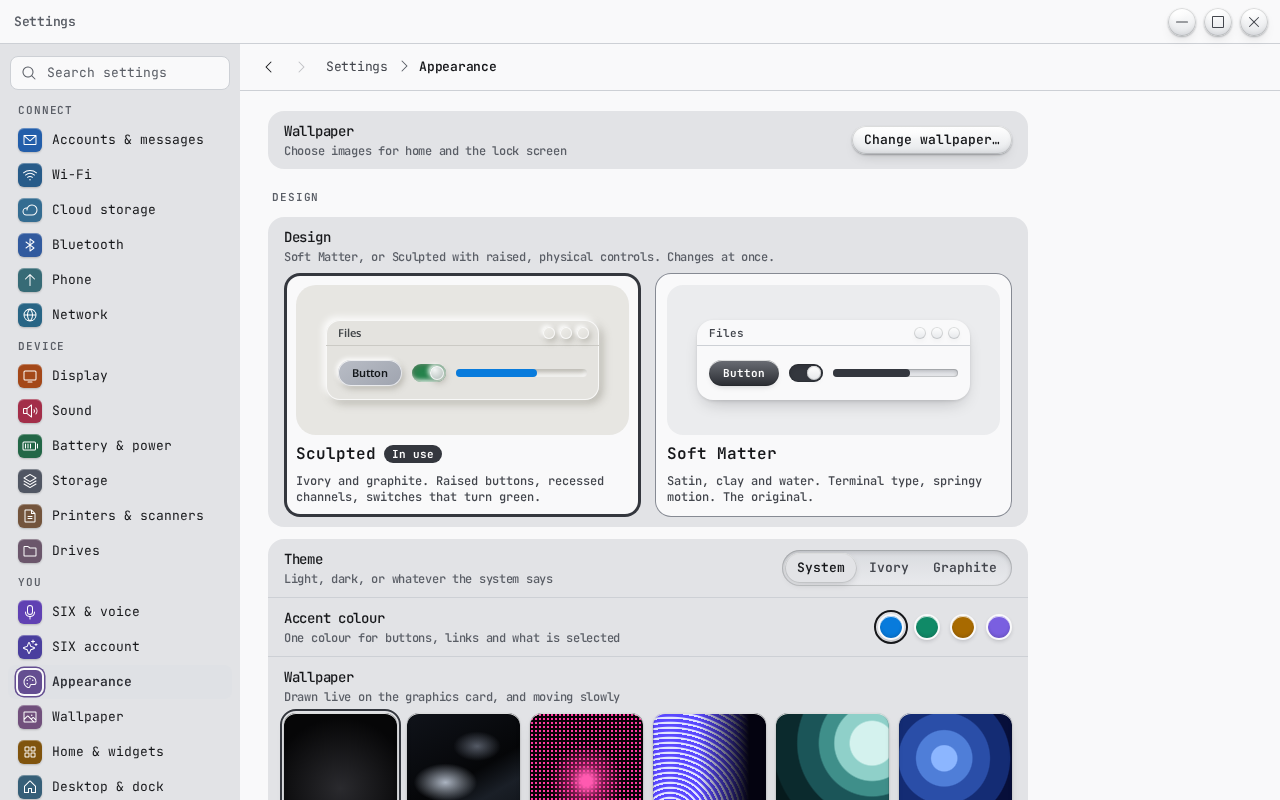 Settings
Search settings
Settings
Appearance
CONNECT
Accounts & messages
Wi-Fi
Cloud storage
Bluetooth
Phone
Network
DEVICE
Display
Sound
Battery & power
Storage
Printers & scanners
Drives
YOU
SIX & voice
SIX account
Appearance
Wallpaper
Home & widgets
Desktop & dock
Wallpaper
Choose images for home and the lock screen
Change wallpaper…
DESIGN
Design
Soft Matter, or Sculpted with raised, physical controls. Changes at once.
Files
Button
Sculpted
In use
Ivory and graphite. Raised buttons, recessed
channels, switches that turn green.
Files
Button
Soft Matter
Satin, clay and water. Terminal type, springy
motion. The original.
Theme
Light, dark, or whatever the system says
System
Ivory
Graphite
Accent colour
One colour for buttons, links and what is selected
Wallpaper
Drawn live on the graphics card, and moving slowly